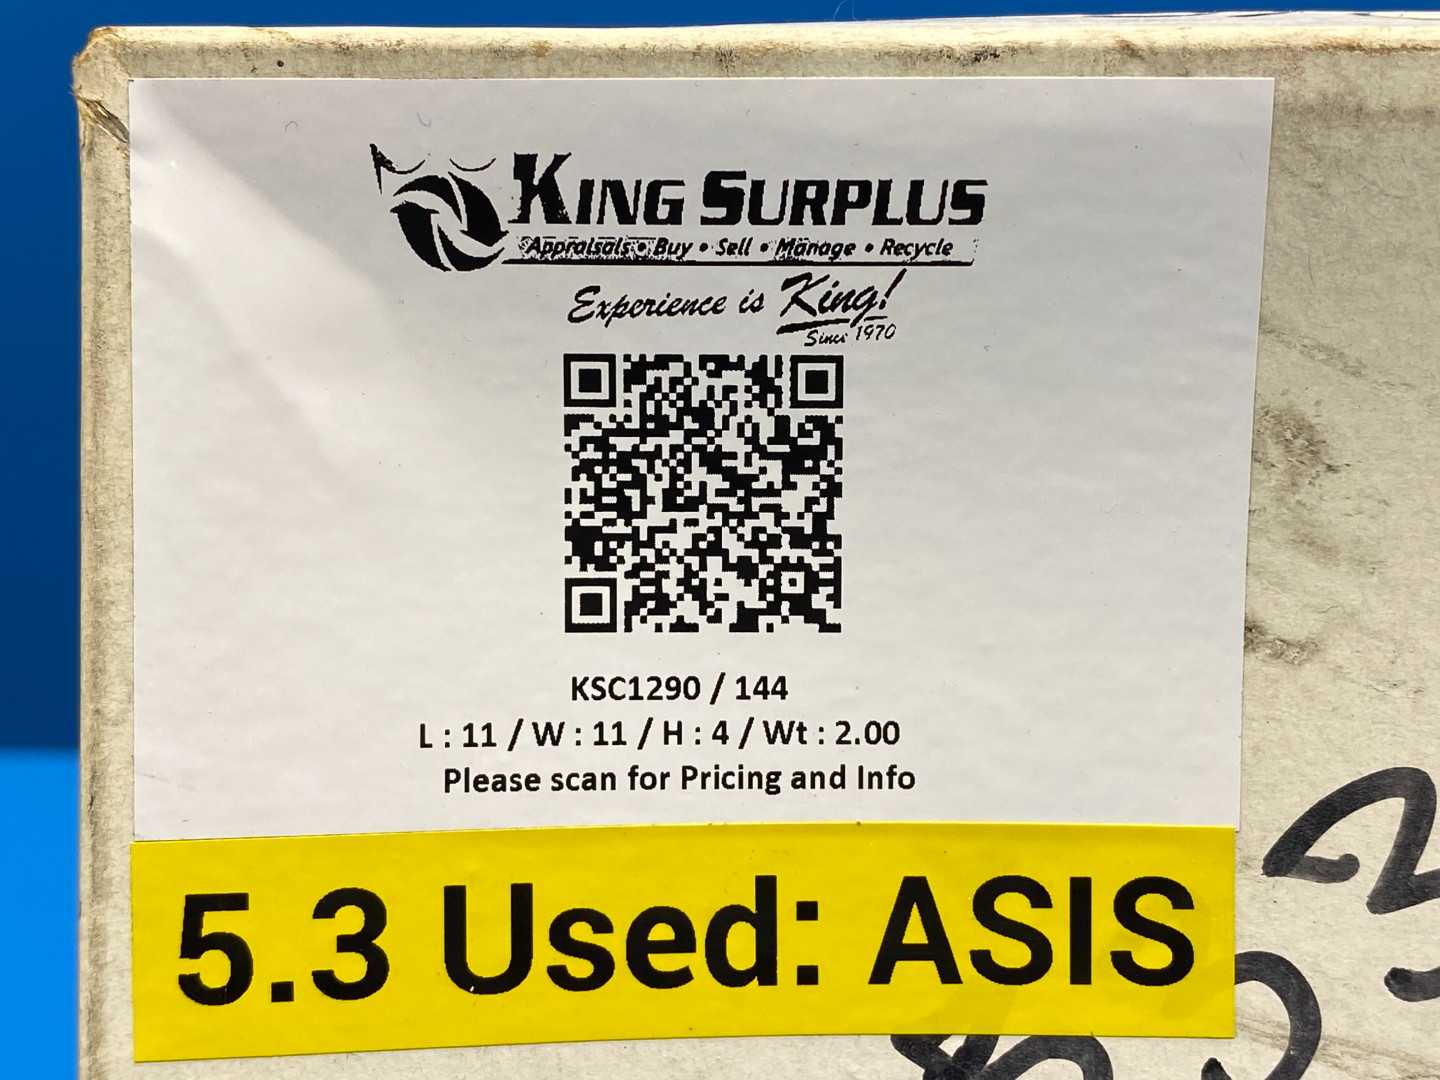 KING SURPLUS
Appraisals • Buy • Sell • Manage • Recycle
Experience is King!
Since 1970
KSC1290 / 144
L : 11 / W : 11 / H : 4 / Wt : 2.00
Please scan for Pricing and Info
5.3 Used: ASIS